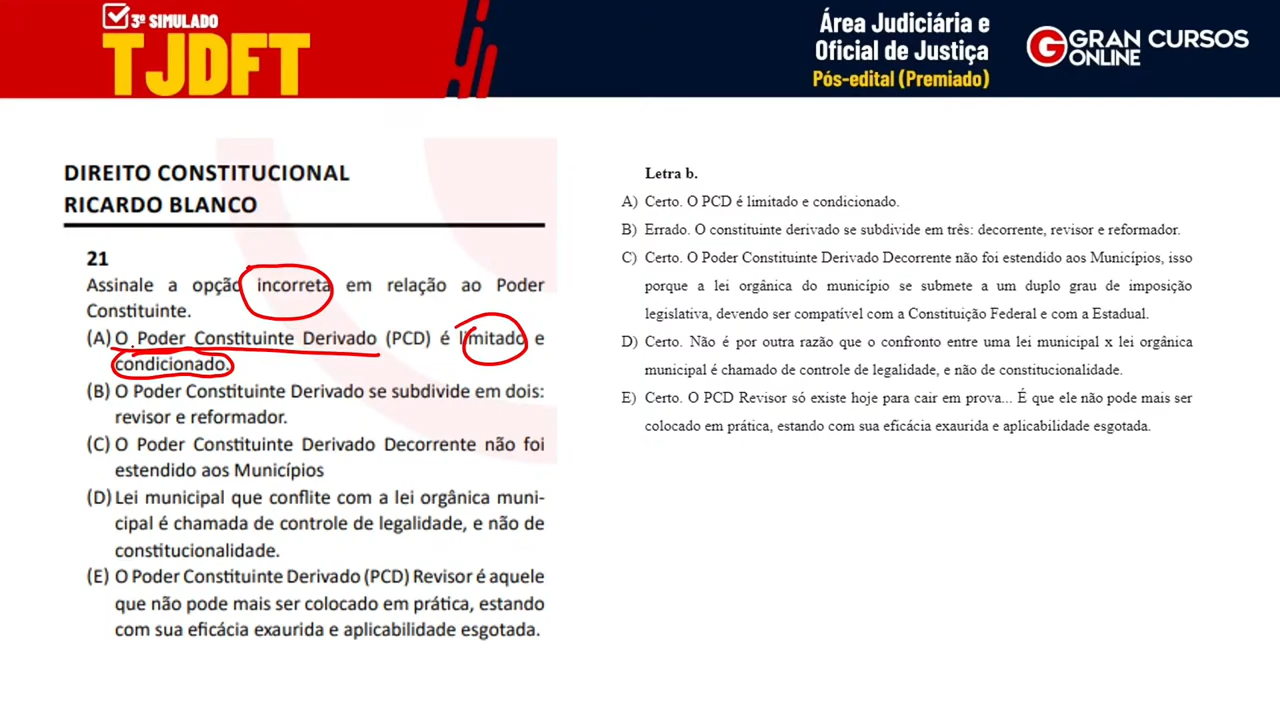 3º SIMULADO
TJDFT
Área Judiciária e
Oficial de Justiça
Pós-edital (Premiado)
G GRAN CURSOS
ONLINE
DIREITO CONSTITUCIONAL
RICARDO BLANCO
21
Assinale a opção incorreta em relação ao Poder
Constituinte.
(A) O Poder Constituinte Derivado (PCD) é limitado e
condicionado.
(B) O Poder Constituinte Derivado se subdivide em dois:
revisor e reformador.
(C) O Poder Constituinte Derivado Decorrente não foi
estendido aos Municípios
(D) Lei municipal que conflite com a lei orgânica muni-
cipal é chamada de controle de legalidade, e não de
constitucionalidade.
(E) O Poder Constituinte Derivado (PCD) Revisor é aquele
que não pode mais ser colocado em prática, estando
com sua eficácia exaurida e aplicabilidade esgotada.
Letra b.
A) Certo. O PCD é limitado e condicionado.
B) Errado. O constituinte derivado se subdivide em três: decorrente, revisor e reformador.
C) Certo. O Poder Constituinte Derivado Decorrente não foi estendido aos Municípios, isso
porque a lei orgânica do município se submete a um duplo grau de imposição
legislativa, devendo ser compatível com a Constituição Federal e com a Estadual.
D) Certo. Não é por outra razão que o confronto entre uma lei municipal x lei orgânica
municipal é chamado de controle de legalidade, e não de constitucionalidade.
E) Certo. O PCD Revisor só existe hoje para cair em prova... É que ele não pode mais ser
colocado em prática, estando com sua eficácia exaurida e aplicabilidade esgotada.